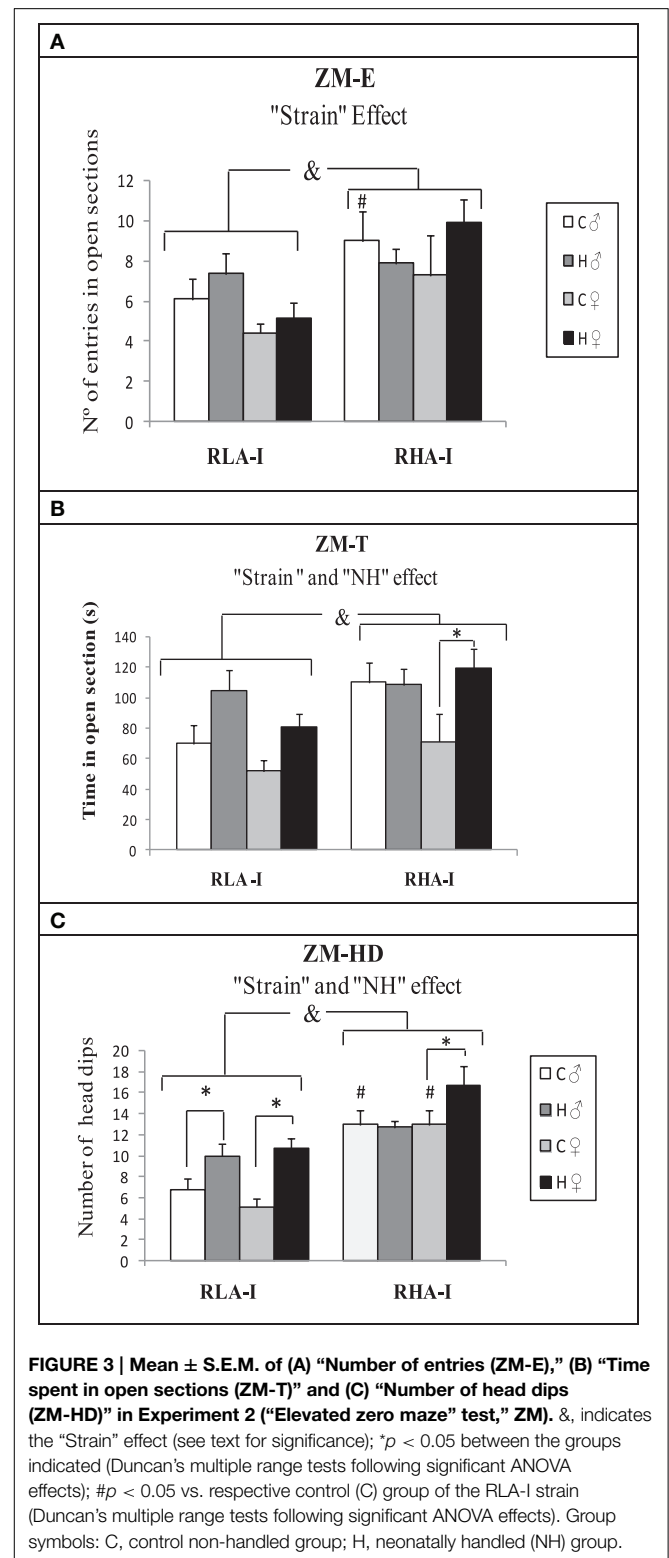 A
ZM-E
"Strain" Effect
&
#
Nº of entries in open sections
12
10
8
6
4
2
0
RLA-I
RHA-I
C♂
H♂
C♀
H♀
B
ZM-T
"Strain" and "NH" effect
&
*
Time in open section (s)
140
120
100
80
60
40
20
0
RLA-I
RHA-I
C
ZM-HD
"Strain" and "NH" effect
&
*
*
*
#
#
Number of head dips
20
18
16
14
12
10
8
6
4
2
0
RLA-I
RHA-I
C♂
H♂
C♀
H♀
FIGURE 3 | Mean ± S.E.M. of (A) “Number of entries (ZM-E),” (B) “Time
spent in open sections (ZM-T)” and (C) “Number of head dips
(ZM-HD)” in Experiment 2 (“Elevated zero maze” test, ZM). &, indicates
the “Strain” effect (see text for significance); *p < 0.05 between the groups
indicated (Duncan’s multiple range tests following significant ANOVA
effects); #p < 0.05 vs. respective control (C) group of the RLA-I strain
(Duncan’s multiple range tests following significant ANOVA effects). Group
symbols: C, control non-handled group; H, neonatally handled (NH) group.